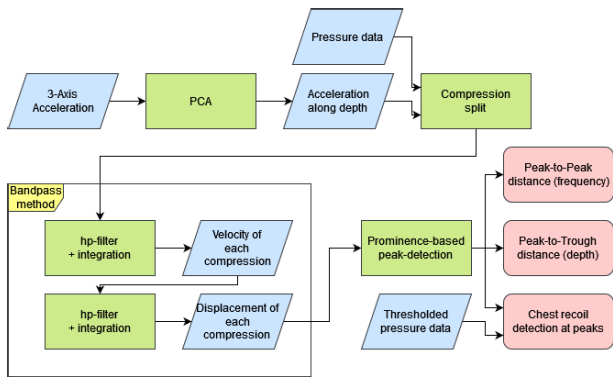 Pressure data
3-Axis
Acceleration
PCA
Acceleration
along depth
Compression
split
Bandpass
method
hp-filter
+ integration
Velocity of
each
compression
hp-filter
+ integration
Displacement of
each
compression
Prominence-based
peak-detection
Thresholded
pressure data
Peak-to-Peak
distance (frequency)
Peak-to-Trough
distance (depth)
Chest recoil
detection at peaks